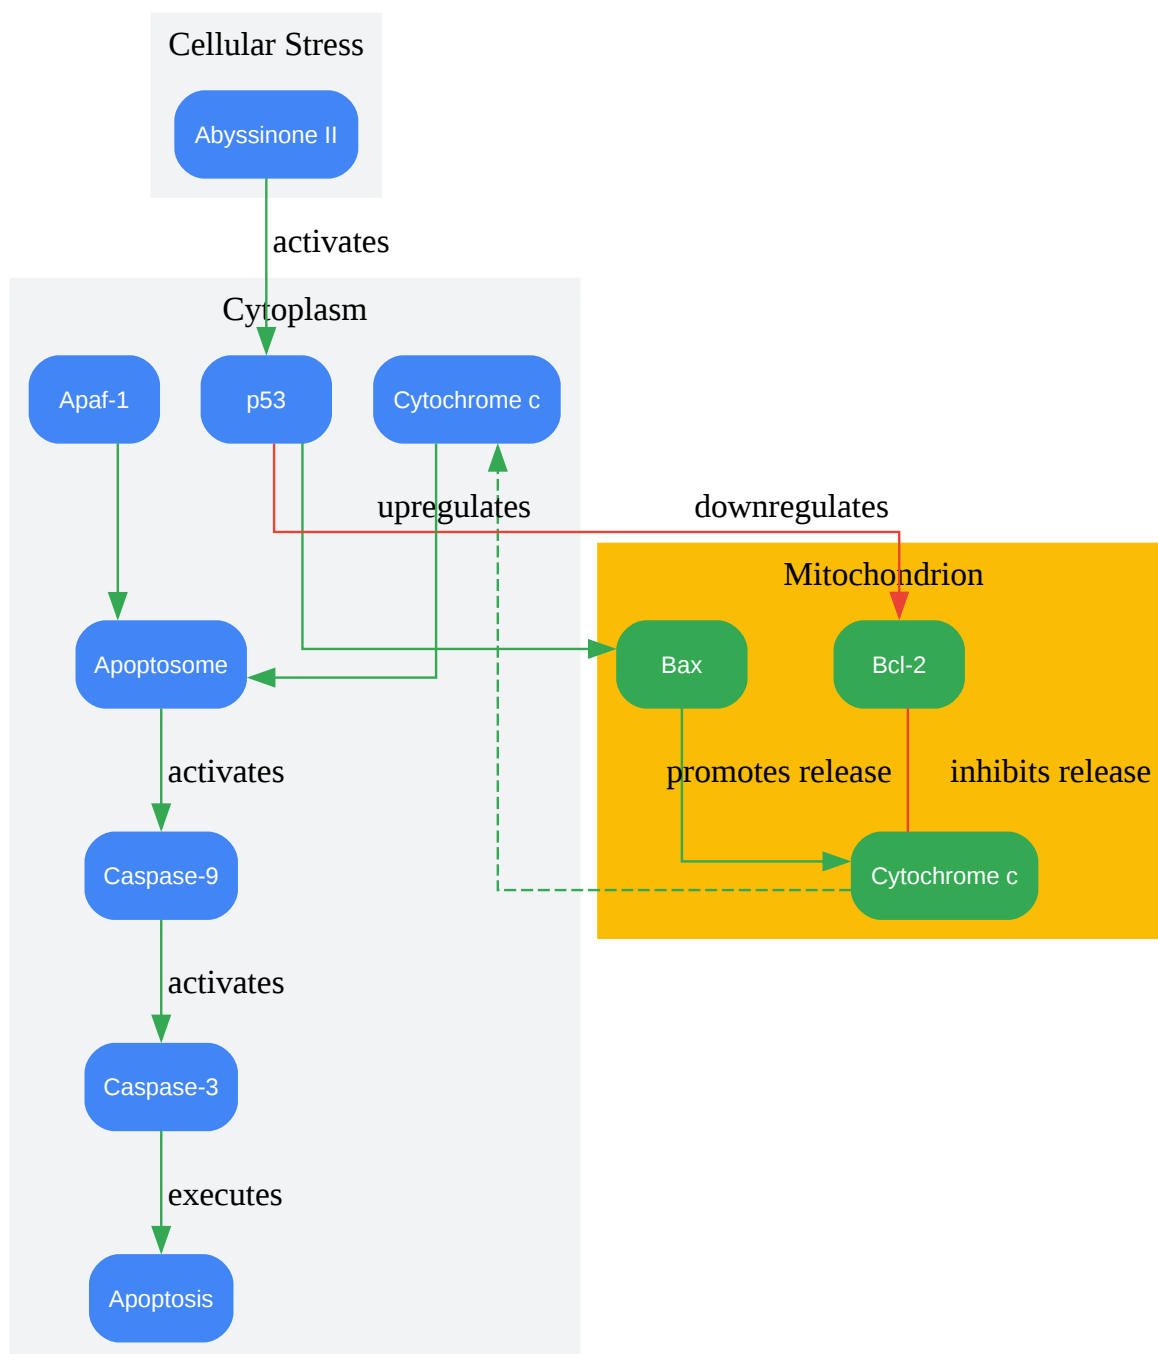 Cellular Stress
Abyssinone II
activates
Cytoplasm
Apaf-1
p53
Cytochrome c
upregulates
downregulates
Mitochondrion
Apoptosome
Bax
Bcl-2
activates
promotes release
inhibits release
Caspase-9
Cytochrome c
activates
Caspase-3
executes
Apoptosis